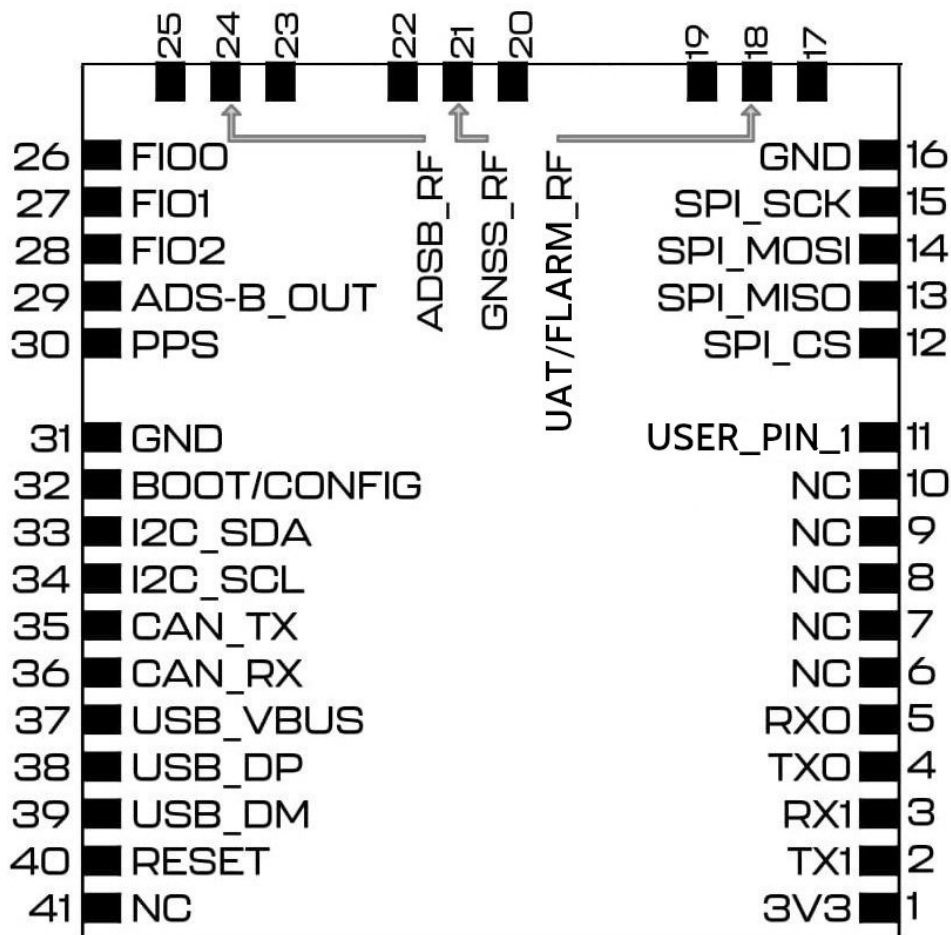 25 24 23 22 21 20 19 18 17
ADSB_RF
GNSS_RF
UAT/FLARM_RF
26 FIO0
27 FIO1
28 FIO2
29 ADS-B_OUT
30 PPS
31 GND
32 BOOT/CONFIG
33 I2C_SDA
34 I2C_SCL
35 CAN_TX
36 CAN_RX
37 USB_VBUS
38 USB_DP
39 USB_DM
40 RESET
41 NC
GND 16
SPI_SCK 15
SPI_MOSI 14
SPI_MISO 13
SPI_CS 12
USER_PIN_1 11
NC 10
NC 9
NC 8
NC 7
NC 6
RX0 5
TX0 4
RX1 3
TX1 2
3V3 1